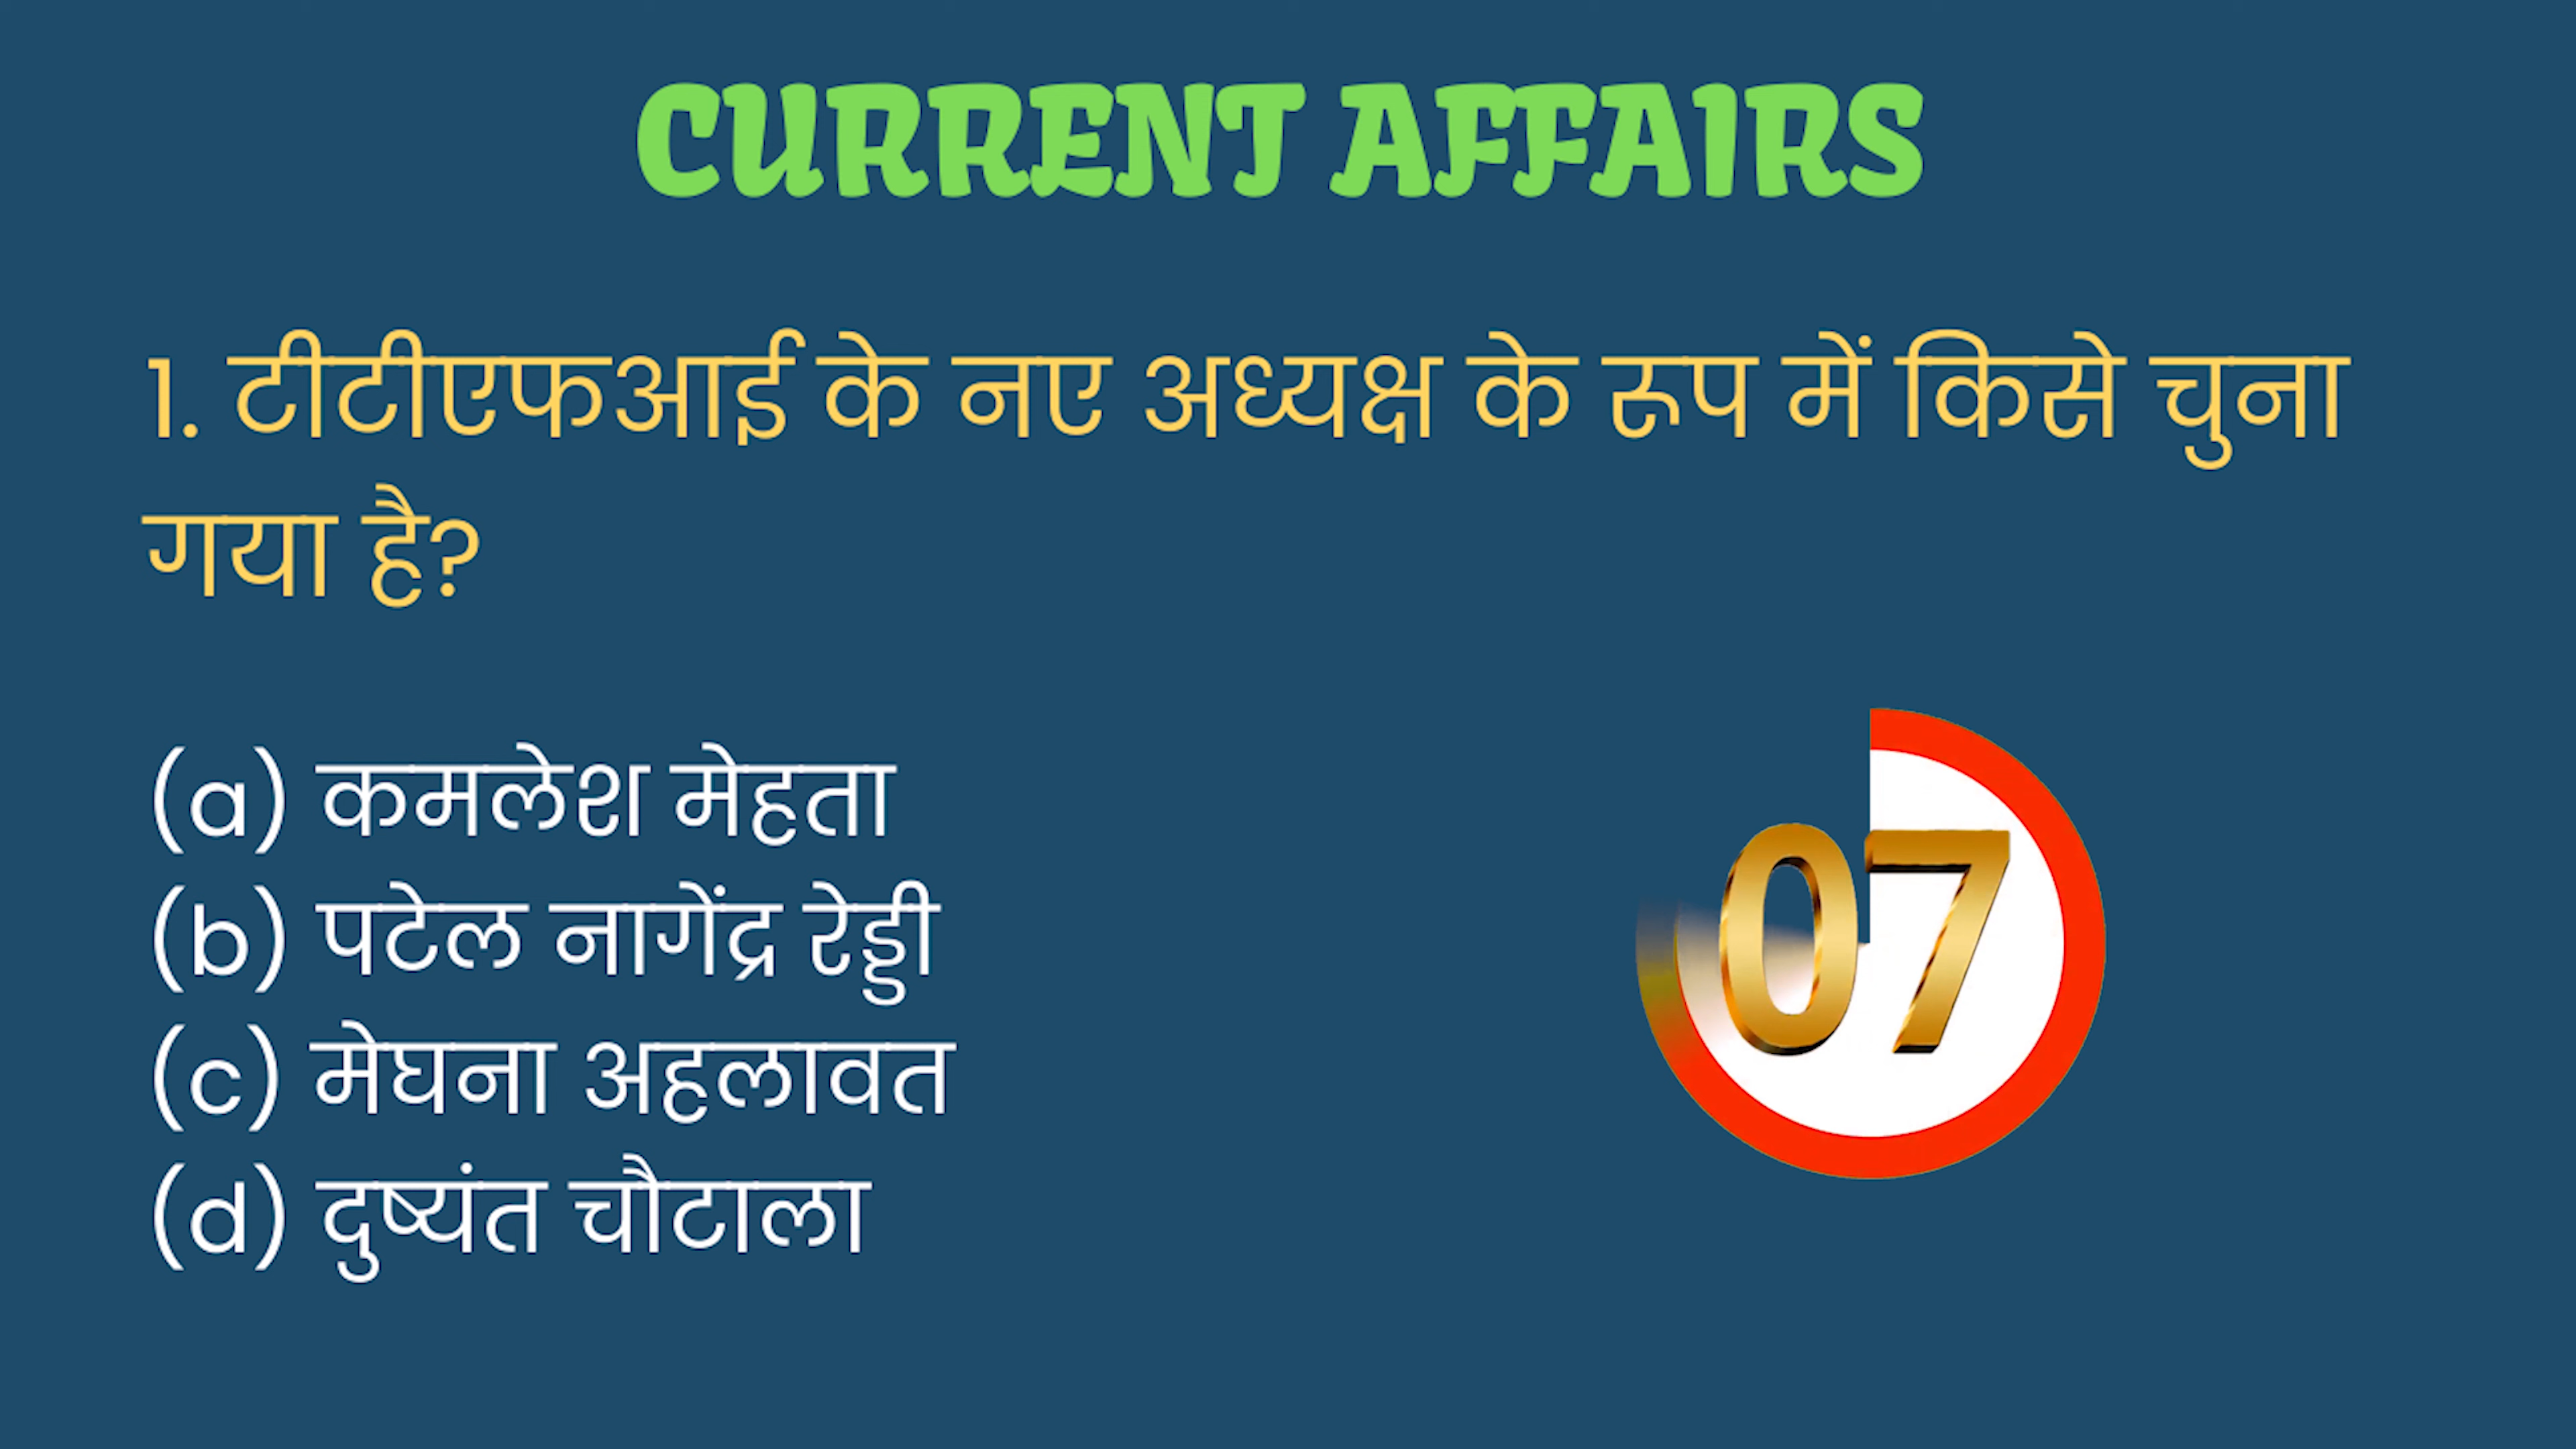 CURRENT AFFAIRS
1. टीटीएफआई के नए अध्यक्ष के रूप में किसे चुना
गया है?
(a) कमलेश मेहता
(b) पटेल नागेंद्र रेड्डी
(c) मेघना अहलावत
(d) दुष्यंत चौटाला
07